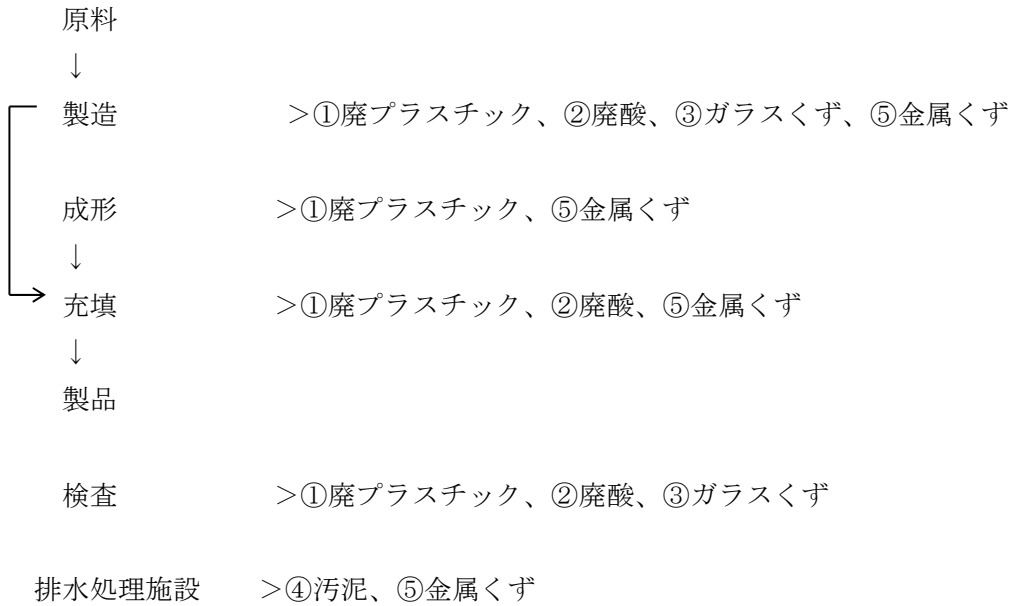 原料
↓
製造 >①廃プラスチック、②廃酸、③ガラスくず、⑤金属くず
成形 >①廃プラスチック、⑤金属くず
↓
充填 >①廃プラスチック、②廃酸、⑤金属くず
↓
製品
検査 >①廃プラスチック、②廃酸、③ガラスくず
排水処理施設 >④汚泥、⑤金属くず